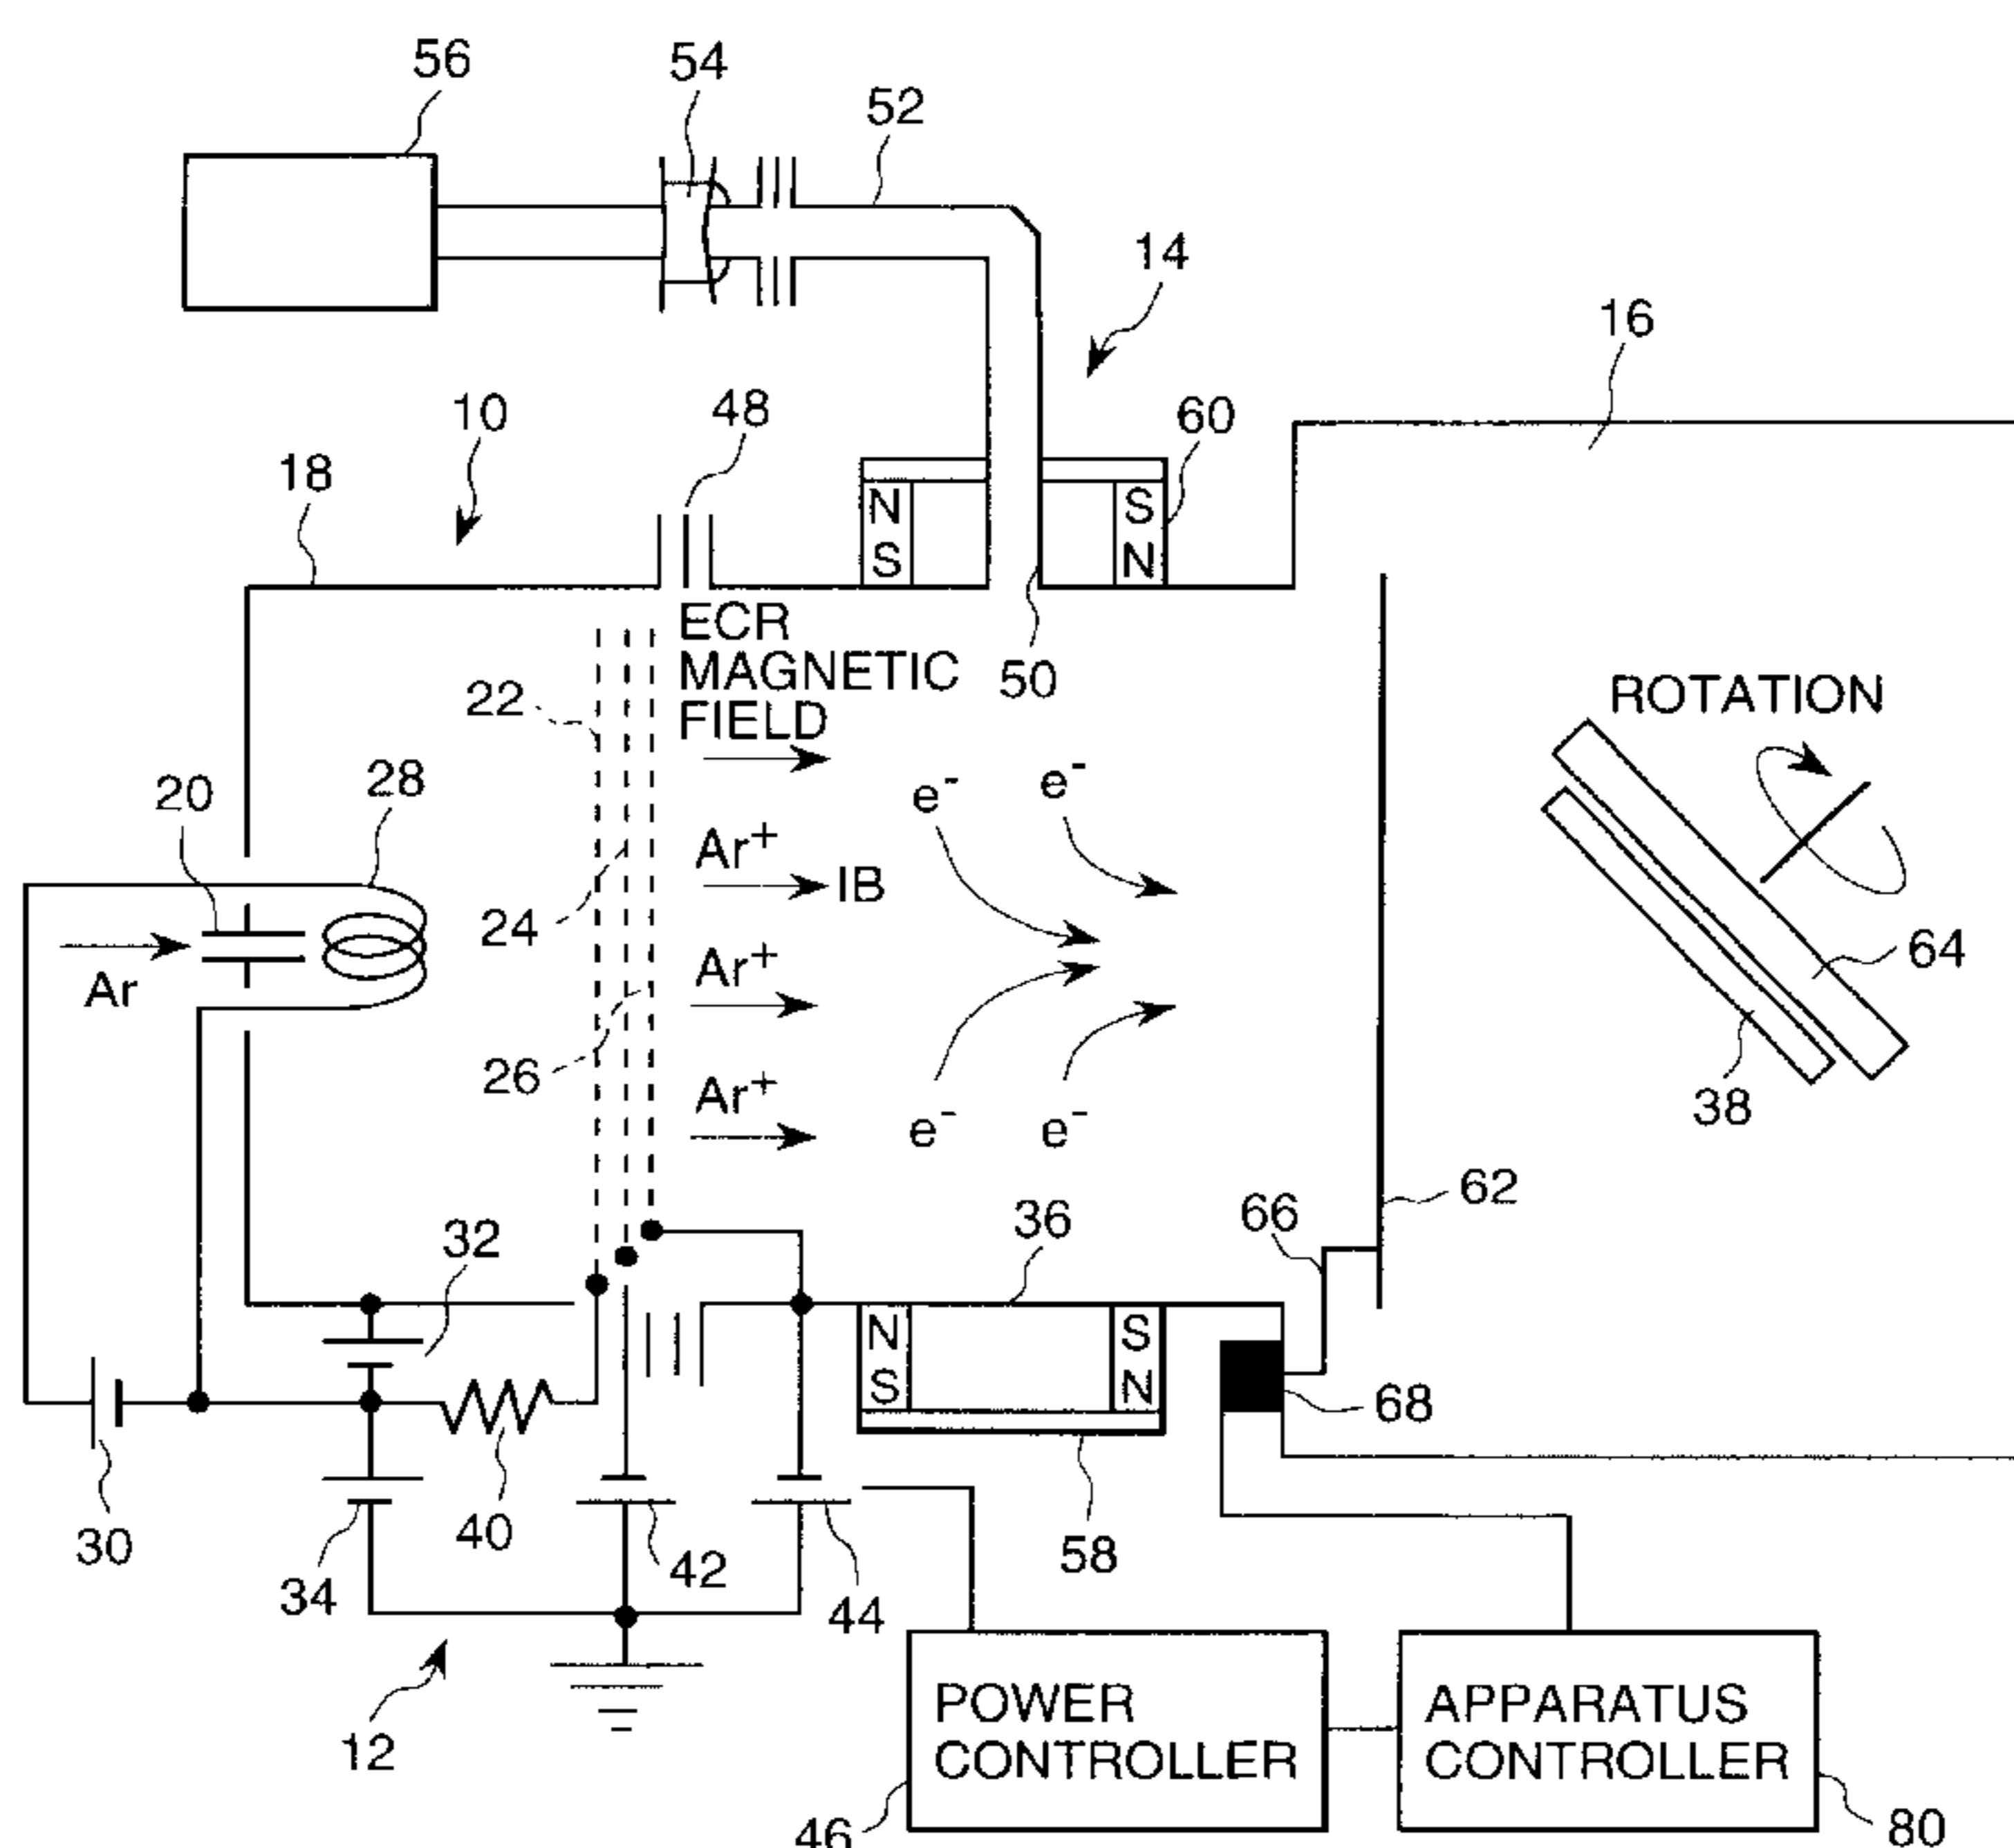 56
54
52
14
16
10
48
60
18
N
S
S
N
ECR
MAGNETIC
FIELD
50
22
ROTATION
20
28
e-
e-
Ar+
24
IB
Ar
Ar+
64
26
Ar+
38
e-
e-
62
32
36
66
N
S
S
N
68
30
40
34
42
44
58
12
POWER
CONTROLLER
APPARATUS
CONTROLLER
46
80